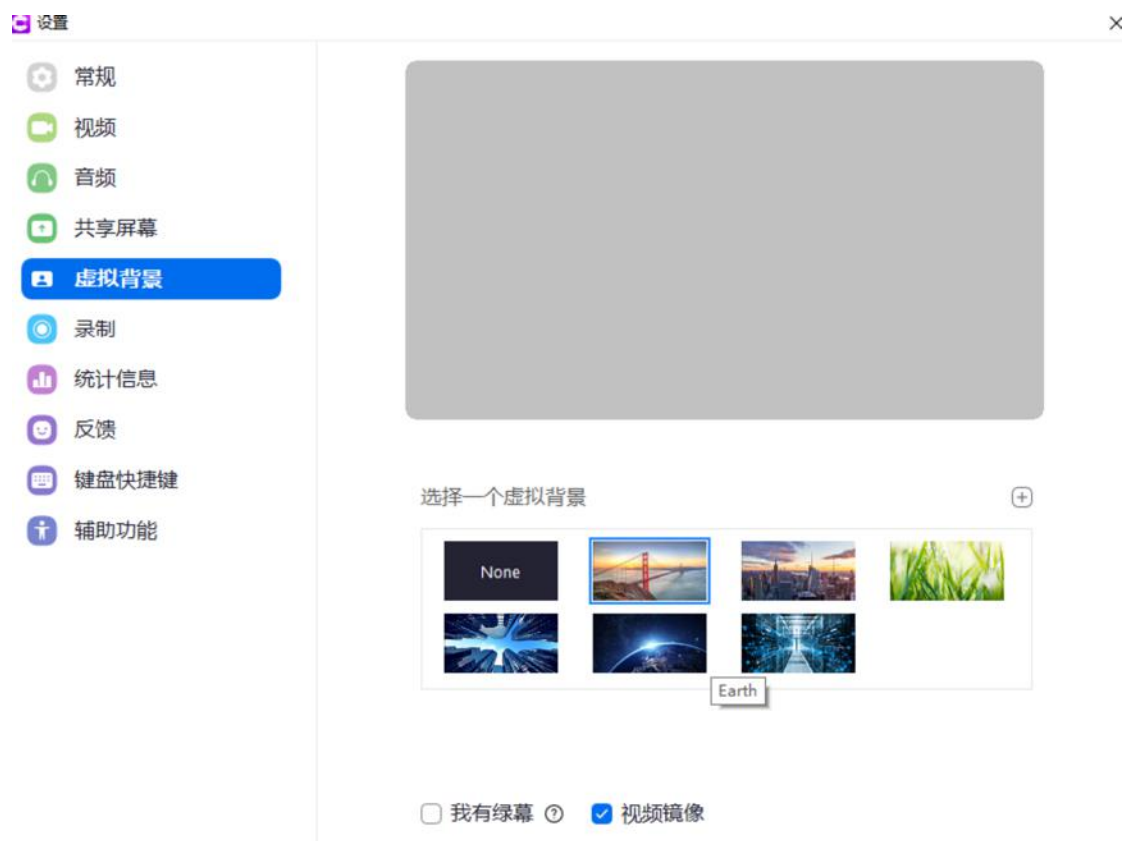 设置
常规
视频
音频
共享屏幕
虚拟背景
录制
统计信息
反馈
键盘快捷键
辅助功能
选择一个虚拟背景
None
Earth
我有绿幕 视频镜像